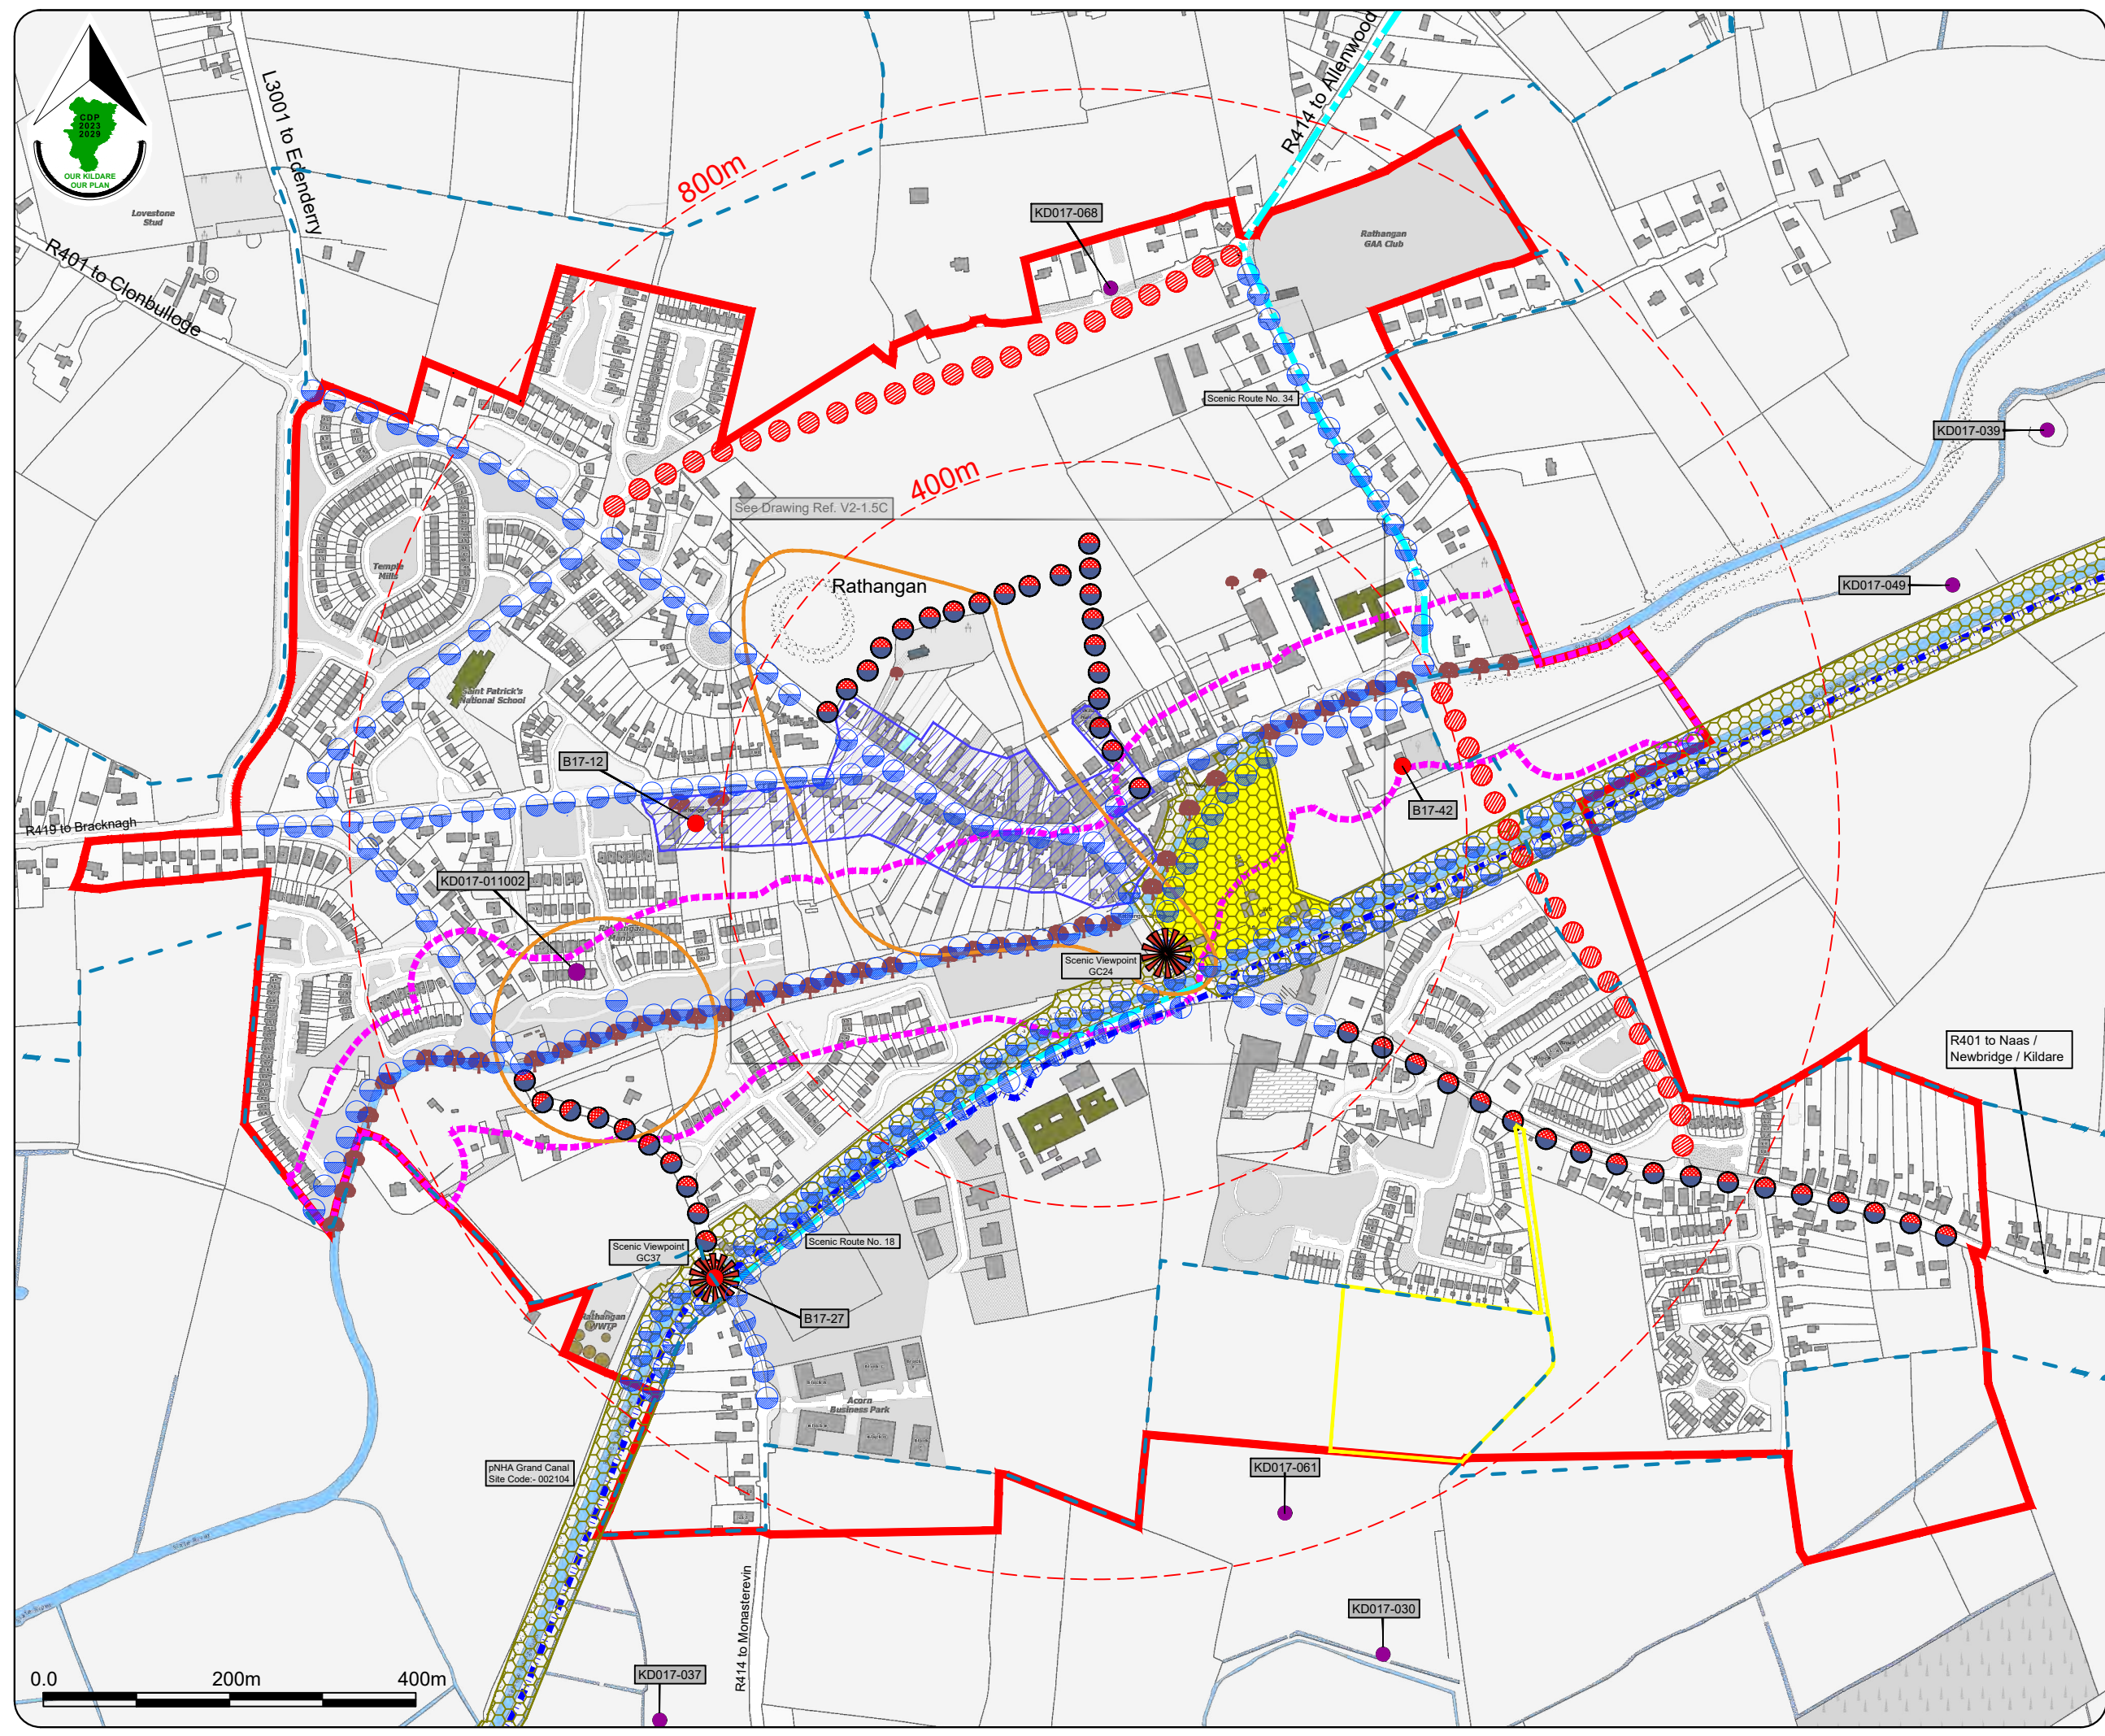 CDP
2023
2029
OUR KILDARE
OUR PLAN
Lovestone
Stud
L3001 to Edenderry
R401 to Clonbulloge
800m
KD017-068
R414 to Allenwood
Rathangan
GAA Club
Scenic Route No. 34
KD017-039
400m
See Drawing Ref. V2-1.5C
Temple
Mills
Rathangan
KD017-049
Saint Patrick's
National School
B17-12
B17-42
R419 to Bracknagh
KD017-011002
Rathangan
Manor
Scenic Viewpoint
GC24
R401 to Naas /
Newbridge / Kildare
Scenic Viewpoint
GC37
Scenic Route No. 18
B17-27
Rathangan
WWTP
Acorn
Business Park
pNHA Grand Canal
Site Code:- 002104
KD017-061
Slate River
R414 to Monasterevin
KD017-030
KD017-037
0.0
200m
400m